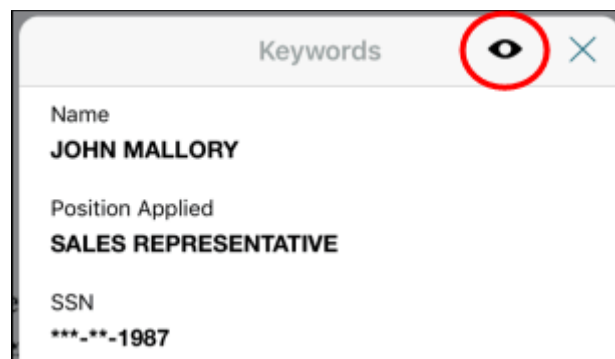 Keywords
Name
JOHN MALLORY
Position Applied
SALES REPRESENTATIVE
SSN
***-**-1987